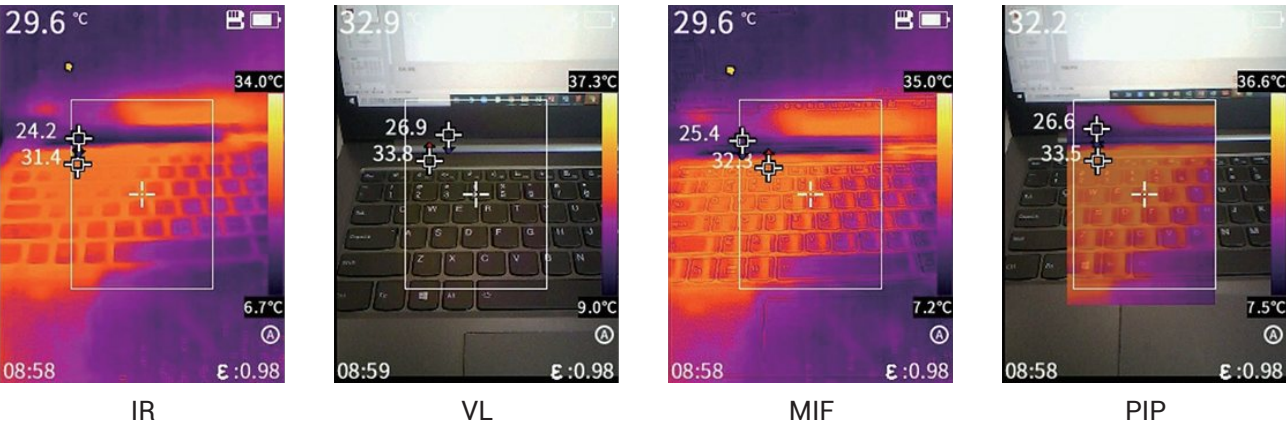 29.6 °C
34.0°C
24.2
31.4
6.7°C
A
08:58
ε:0.98
IR
32.9 °C
37.3°C
26.9
33.8
9.0°C
A
08:59
ε:0.98
VL
29.6 °C
35.0°C
25.4
32.3
7.2°C
A
08:58
ε:0.98
MIF
32.2 °C
36.6°C
26.6
33.5
7.5°C
A
08:58
ε:0.98
PIP